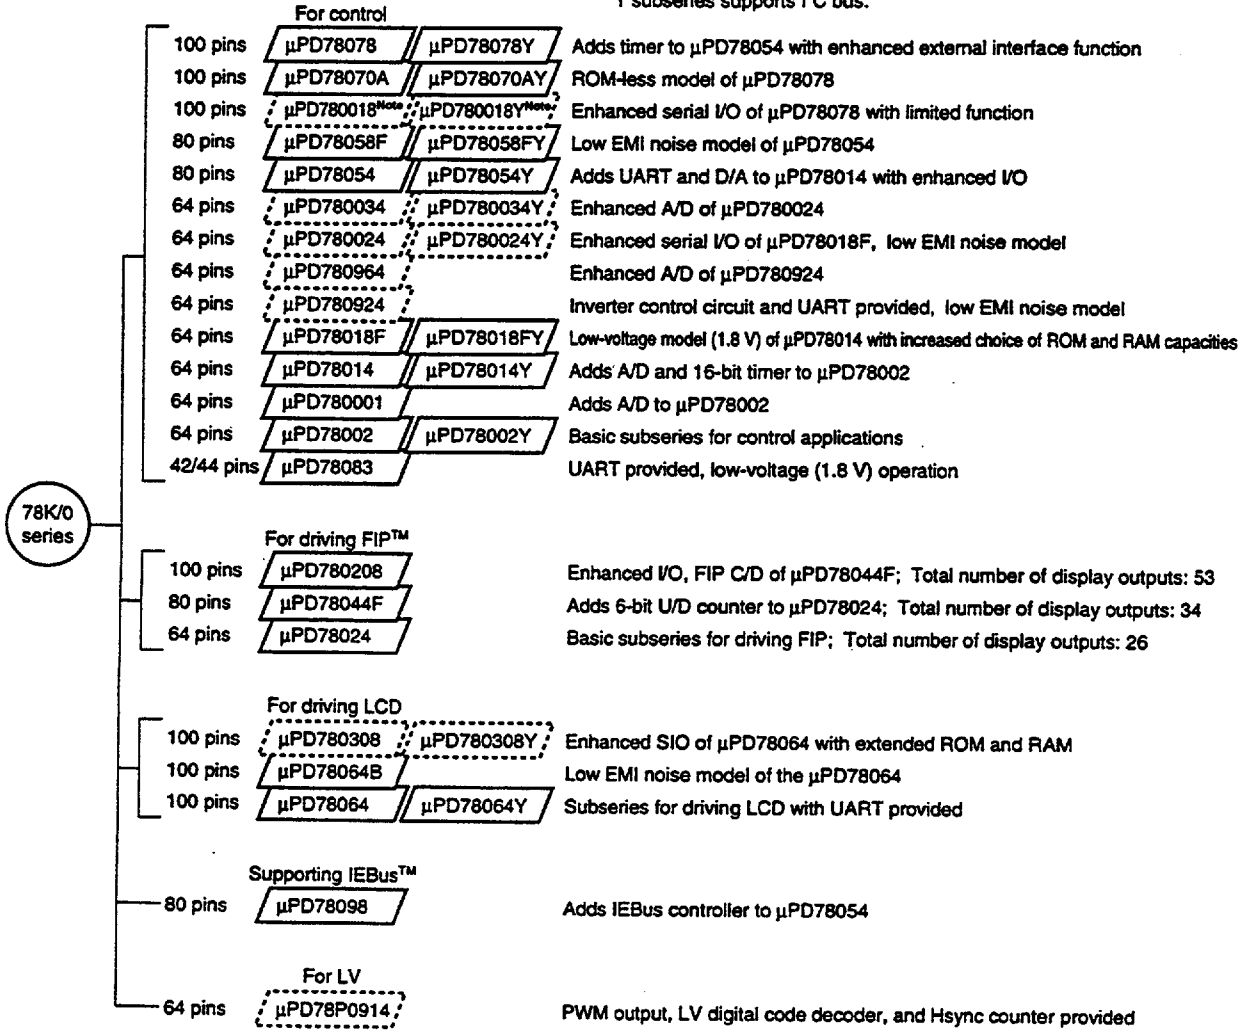 Y subseries supports I²C bus.
For control
100 pins µPD78078 µPD78078Y Adds timer to µPD78054 with enhanced external interface function
100 pins µPD78070A µPD78070AY ROM-less model of µPD78078
100 pins µPD780018Note µPD780018YNote Enhanced serial I/O of µPD78078 with limited function
80 pins µPD78058F µPD78058FY Low EMI noise model of µPD78054
80 pins µPD78054 µPD78054Y Adds UART and D/A to µPD78014 with enhanced I/O
64 pins µPD780034 µPD780034Y Enhanced A/D of µPD780024
64 pins µPD780024 µPD780024Y Enhanced serial I/O of µPD78018F, low EMI noise model
64 pins µPD780964 Enhanced A/D of µPD780924
64 pins µPD780924 Inverter control circuit and UART provided, low EMI noise model
64 pins µPD78018F µPD78018FY Low-voltage model (1.8 V) of µPD78014 with increased choice of ROM and RAM capacities
64 pins µPD78014 µPD78014Y Adds A/D and 16-bit timer to µPD78002
64 pins µPD780001 Adds A/D to µPD78002
64 pins µPD78002 µPD78002Y Basic subseries for control applications
42/44 pins µPD78083 UART provided, low-voltage (1.8 V) operation
78K/0
series
For driving FIP™
100 pins µPD780208 Enhanced I/O, FIP C/D of µPD78044F; Total number of display outputs: 53
80 pins µPD78044F Adds 6-bit U/D counter to µPD78024; Total number of display outputs: 34
64 pins µPD78024 Basic subseries for driving FIP; Total number of display outputs: 26
For driving LCD
100 pins µPD780308 µPD780308Y Enhanced SIO of µPD78064 with extended ROM and RAM
100 pins µPD78064B Low EMI noise model of the µPD78064
100 pins µPD78064 µPD78064Y Subseries for driving LCD with UART provided
Supporting IEBus™
80 pins µPD78098 Adds IEBus controller to µPD78054
For LV
64 pins µPD78P0914 PWM output, LV digital code decoder, and Hsync counter provided